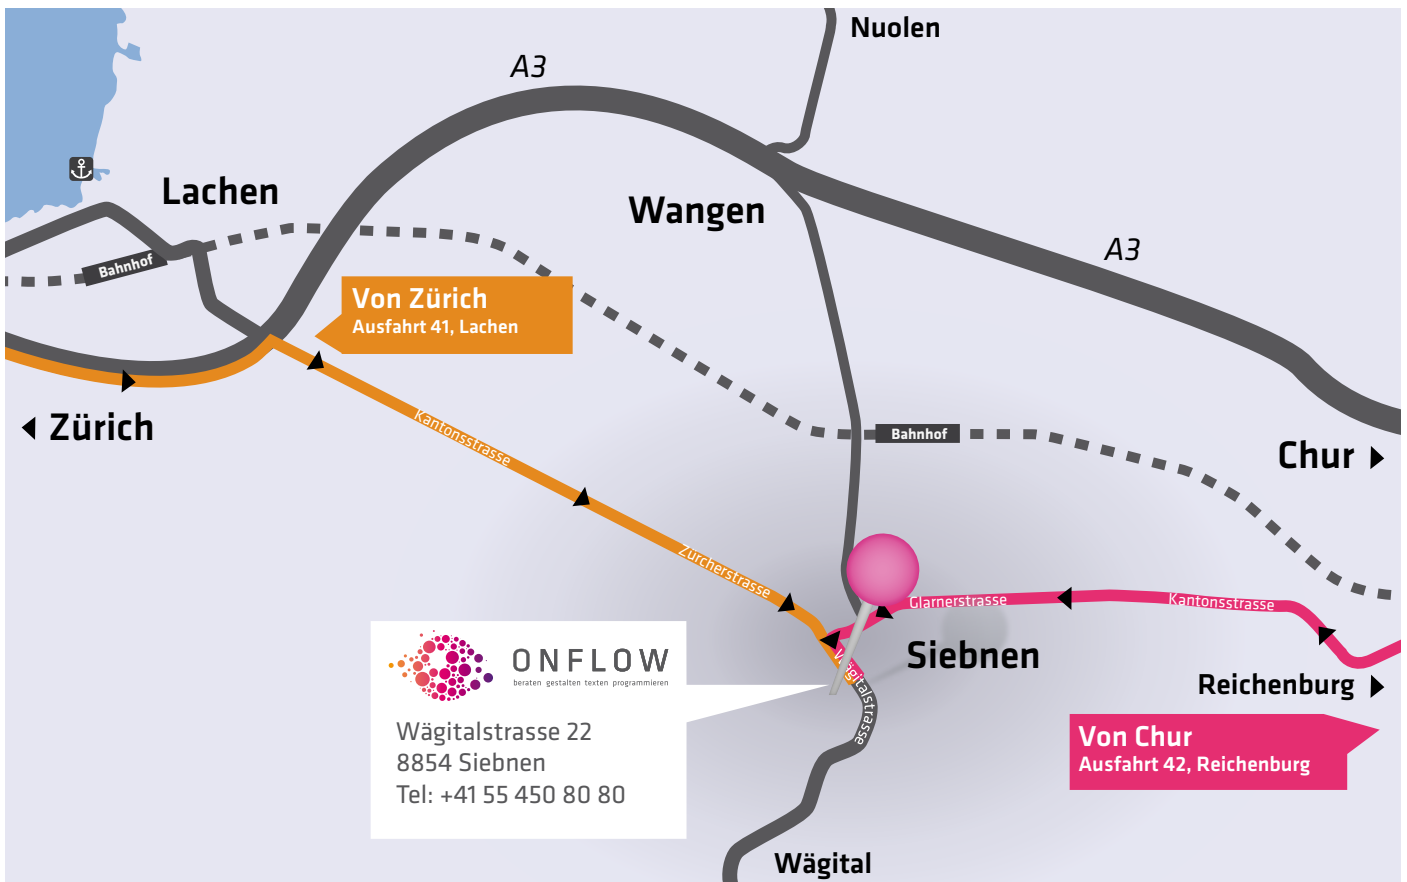 Nuolen
A3
Lachen
Wangen
A3
Bahnhof
Von Zürich
Ausfahrt 41, Lachen
Zürich
Kantonsstrasse
Bahnhof
Chur
Zürcherstrasse
Glarnerstrasse
Kantonsstrasse
Siebnen
Wägitalstrasse
Reichenburg
ONFLOW
beraten gestalten texten programmieren
Wägitalstrasse 22
8854 Siebnen
Tel: +41 55 450 80 80
Von Chur
Ausfahrt 42, Reichenburg
Wägital